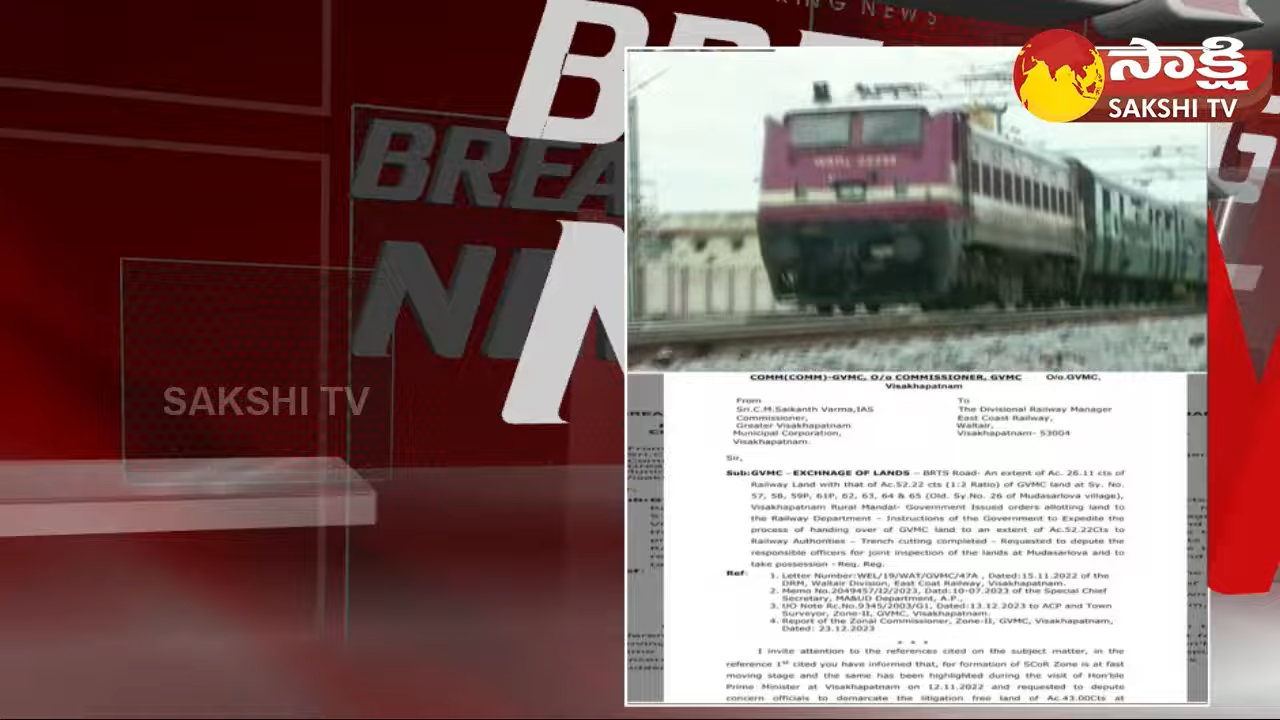 KING NEWS
BREA
NE
SAKSHI TV
సాక్షి
SAKSHI TV
COMM(COMM)-GVMC, O/o COMMISSIONER, GVMC O/o.GVMC,
Visakhapatnam
From
Sri.C.M.Saikanth Varma,IAS
Commissioner,
Greater Visakhapatnam
Municipal Corporation,
Visakhapatnam.
To
The Divisional Railway Manager
East Coast Railway,
Waltair,
Visakhapatnam- 53004
Sir,
Sub:GVMC - EXCHNAGE OF LANDS – BRTS Road- An extent of Ac. 26.11 cts of
Railway Land with that of Ac.52.22 cts (1:2 Ratio) of GVMC land at Sy. No.
57, 58, 59P, 61P, 62, 63, 64 & 65 (Old. Sy.No. 26 of Mudasarlova village),
Visakhapatnam Rural Mandal- Government Issued orders allotting land to
the Railway Department – Instructions of the Government to Expedite the
process of handing over of GVMC land to an extent of Ac.52.22Cts to
Railway Authorities – Trench cutting completed – Requested to depute the
responsible officers for joint inspection of the lands at Mudasarlova and to
take possession - Req. Reg.
Ref: 1. Letter Number:WEL/19/WAT/GVMC/47A , Dated:15.11.2022 of the
DRM, Waltair Division, East Coat Railway, Visakhapatnam.
2. Memo No.2049457/I2/2023, Datd:10-07.2023 of the Special Chief
Secretary, MA&UD Department, A.P.,
3. UO Note Rc.No.9345/2003/G1, Dated:13.12.2023 to ACP and Town
Surveyor, Zone-II, GVMC, Visakhapatnam.
4. Report of the Zonal Commissioner, Zone-II, GVMC, Visakhapatnam,
Dated: 23.12.2023
* * *
I invite attention to the references cited on the subject matter, in the
reference 1st cited you have informed that, for formation of SCoR Zone is at fast
moving stage and the same has been highlighted during the visit of Hon'ble
Prime Minister at Visakhapatnam on 12.11.2022 and requested to depute
concern officials to demarcate the litigation free land of Ac.43.00Cts at